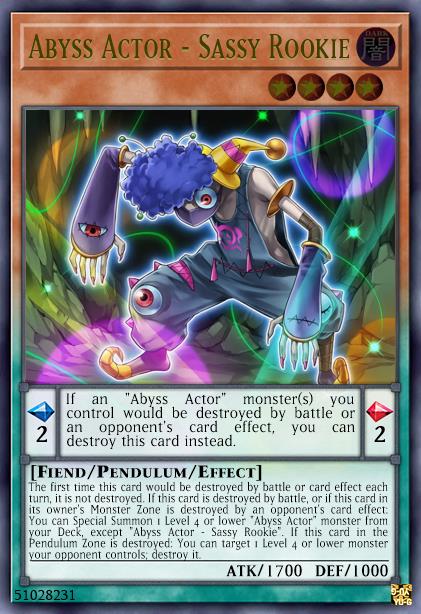 ABYSS ACTOR - SASSY ROOKIE
DARK
闇
If an "Abyss Actor" monster(s) you
control would be destroyed by battle or
an opponent's card effect, you can
destroy this card instead.
2
2
[FIEND/PENDULUM/EFFECT]
The first time this card would be destroyed by battle or card effect each
turn, it is not destroyed. If this card is destroyed by battle, or if this card in
its owner's Monster Zone is destroyed by an opponent's card effect:
You can Special Summon 1 Level 4 or lower "Abyss Actor" monster from
your Deck, except "Abyss Actor - Sassy Rookie". If this card in the
Pendulum Zone is destroyed: You can target 1 Level 4 or lower monster
your opponent controls; destroy it.
ATK/1700 DEF/1000
51028231